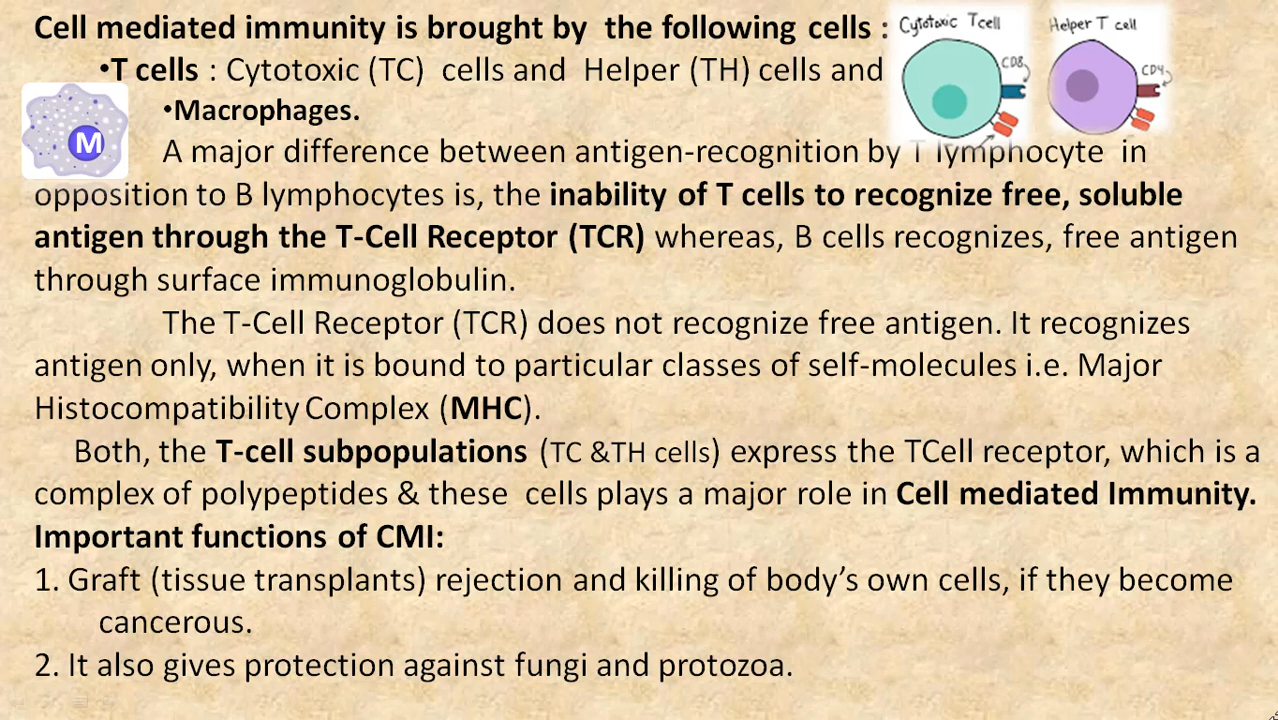 Cell mediated immunity is brought by the following cells :
Cytotoxic Tcell
Helper T cell
CD8
CD4
•T cells : Cytotoxic (TC) cells and Helper (TH) cells and
•Macrophages.
M
A major difference between antigen-recognition by T lymphocyte in
opposition to B lymphocytes is, the inability of T cells to recognize free, soluble
antigen through the T-Cell Receptor (TCR) whereas, B cells recognizes, free antigen
through surface immunoglobulin.
The T-Cell Receptor (TCR) does not recognize free antigen. It recognizes
antigen only, when it is bound to particular classes of self-molecules i.e. Major
Histocompatibility Complex (MHC).
Both, the T-cell subpopulations (TC &TH cells) express the TCell receptor, which is a
complex of polypeptides & these cells plays a major role in Cell mediated Immunity.
Important functions of CMI:
1. Graft (tissue transplants) rejection and killing of body’s own cells, if they become
cancerous.
2. It also gives protection against fungi and protozoa.